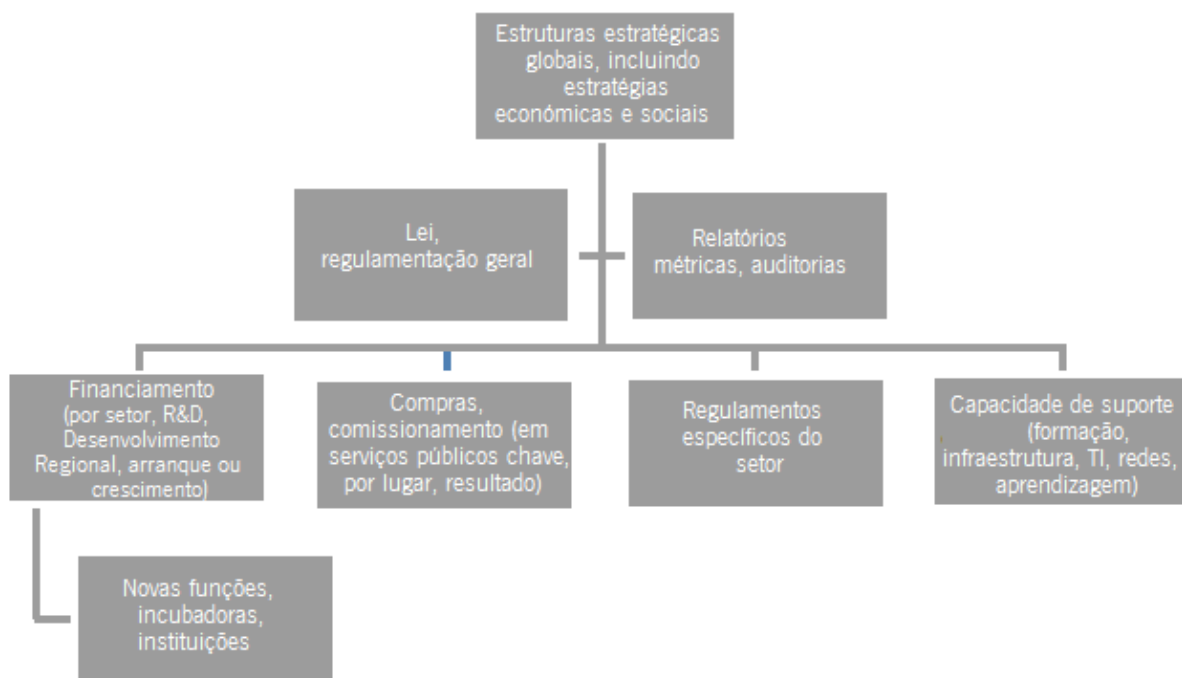 Estruturas estratégicas
globais, incluindo
estratégias
económicas e sociais
Lei,
regulamentação geral
Relatórios
métricas, auditorias
Financiamento
(por setor, R&D,
Desenvolvimento
Regional, arranque ou
crescimento)
Compras,
comissionamento (em
serviços públicos chave,
por lugar, resultado)
Regulamentos
específicos do
setor
Capacidade de suporte
(formação,
infraestrutura, TI, redes,
aprendizagem)
Novas funções,
incubadoras,
instituições